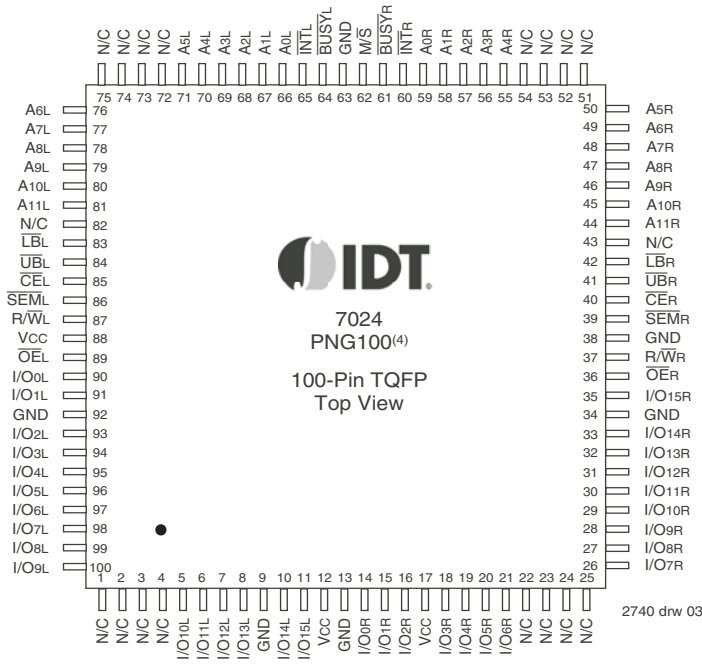 N/C N/C N/C N/C A5L A4L A3L A2L A1L A0L INTL BUSYL GND M/S BUSYR INTR A0R A1R A2R A3R A4R N/C N/C N/C N/C
75 74 73 72 71 70 69 68 67 66 65 64 63 62 61 60 59 58 57 56 55 54 53 52 51
A6L 76 50 A5R
A7L 77 49 A6R
A8L 78 48 A7R
A9L 79 47 A8R
A10L 80 46 A9R
A11L 81 45 A10R
N/C 82 44 A11R
LBL 83 43 N/C
UBL 84 42 LBR
CEL 85 41 UBR
SEML 86 40 CER
R/WL 87 39 SEMR
VCC 88 38 GND
OEL 89 37 R/WR
I/O0L 90 36 OER
I/O1L 91 35 I/O15R
GND 92 34 GND
I/O2L 93 33 I/O14R
I/O3L 94 32 I/O13R
I/O4L 95 31 I/O12R
I/O5L 96 30 I/O11R
I/O6L 97 29 I/O10R
I/O7L 98 28 I/O9R
I/O8L 99 27 I/O8R
I/O9L 100 26 I/O7R
IDT.
7024
PNG100(4)
100-Pin TQFP
Top View
1 2 3 4 5 6 7 8 9 10 11 12 13 14 15 16 17 18 19 20 21 22 23 24 25
N/C N/C N/C N/C I/O10L I/O11L I/O12L I/O13L GND I/O14L I/O15L VCC GND I/O0R I/O1R I/O2R VCC I/O3R I/O4R I/O5R I/O6R N/C N/C N/C N/C
2740 drw 03